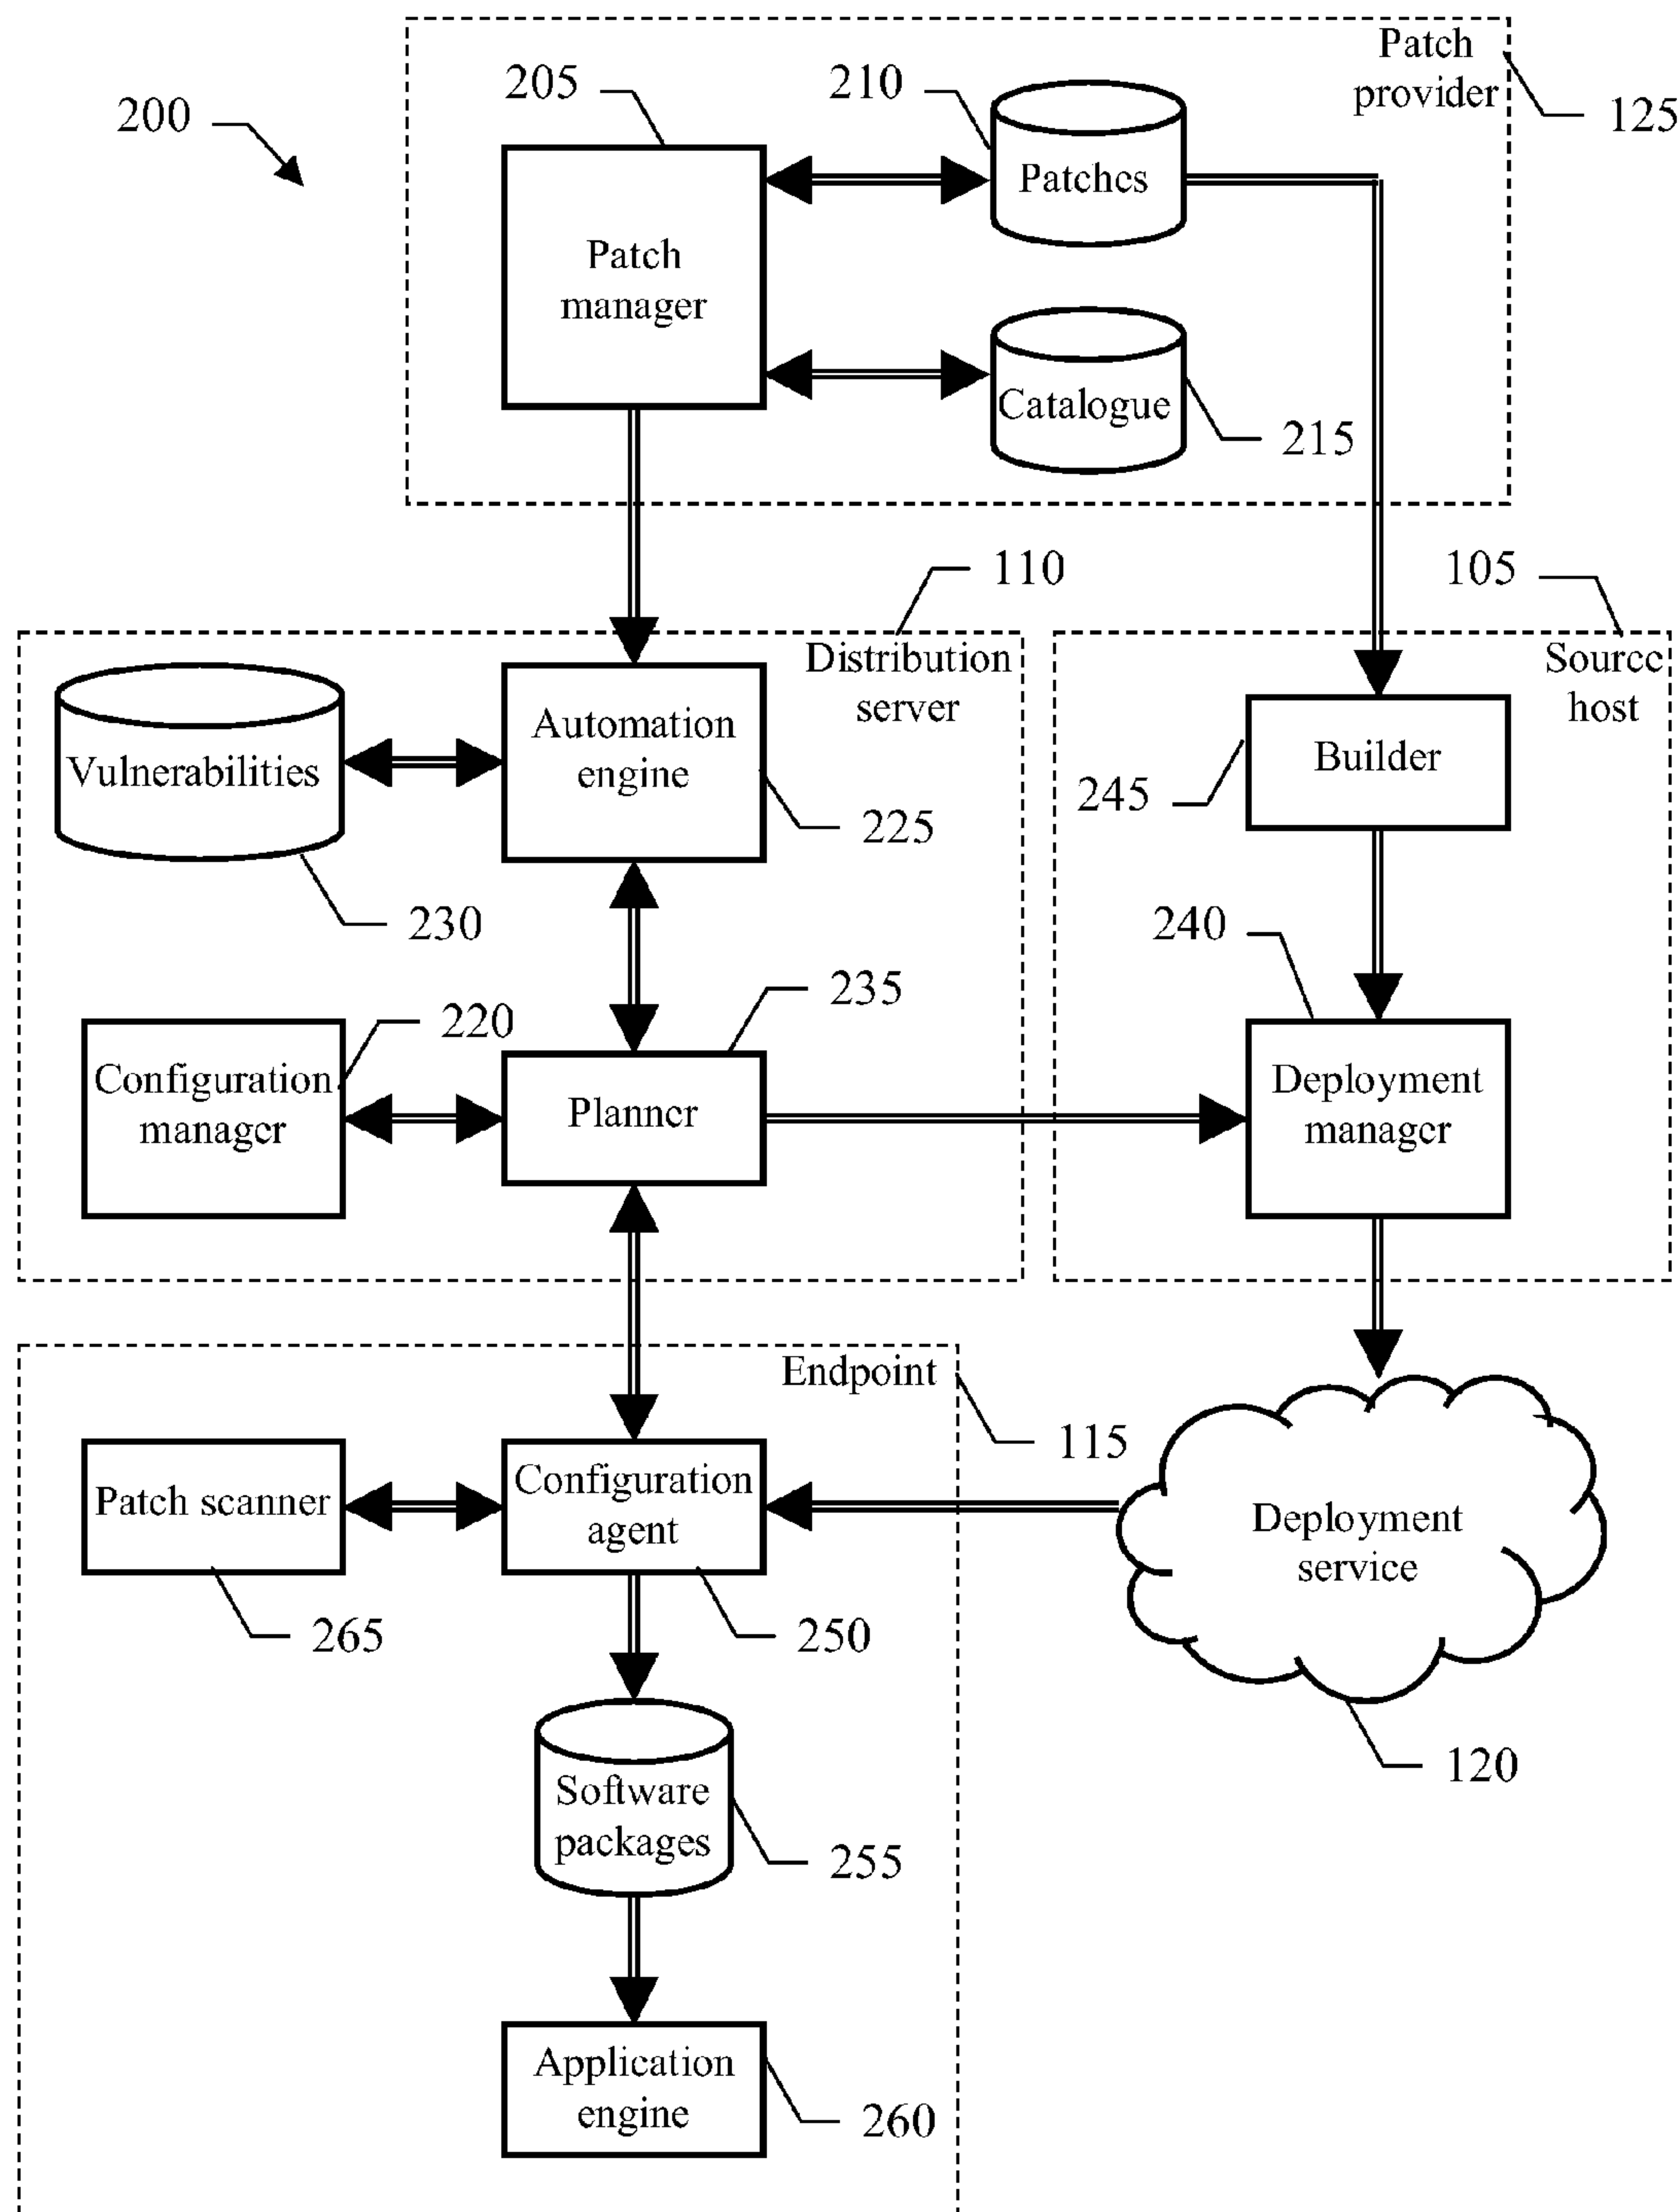 Patch
provider
125
200
205
210
Patches
Patch
manager
Catalogue
215
110
105
Distribution
server
Source
host
Vulnerabilities
Automation
engine
225
230
Builder
245
240
235
220
Configuration
manager
Planner
Deployment
manager
Endpoint
115
Patch scanner
Configuration
agent
265
250
Deployment
service
120
Software
packages
255
Application
engine
260